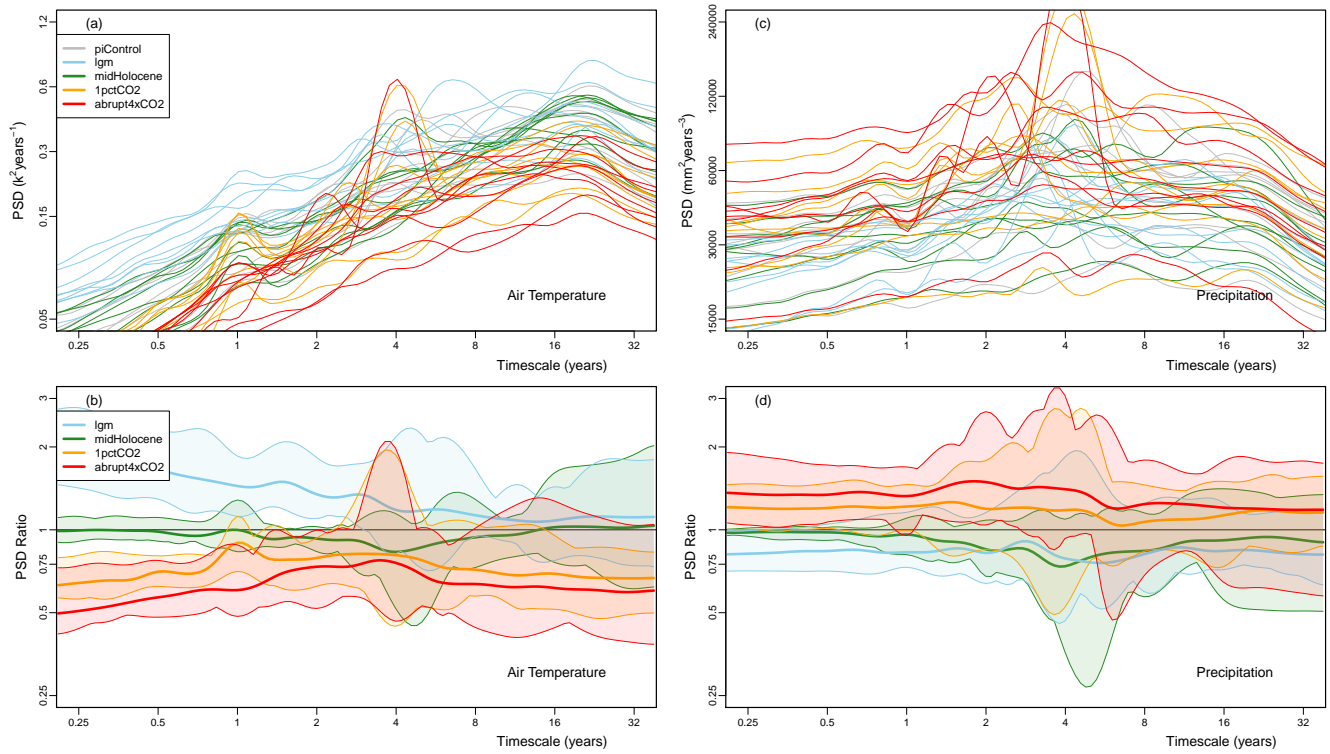 (a)
1.2
0.6
0.3
0.15
0.05
PSD (k² years⁻¹)
piControl
lgm
midHolocene
1pctCO2
abrupt4xCO2
Air Temperature
0.25 0.5 1 2 4 8 16 32
Timescale (years)
(c)
240000
120000
60000
30000
15000
PSD (mm² years⁻³)
Precipitation
0.25 0.5 1 2 4 8 16 32
Timescale (years)
(b)
3
2
1
0.75
0.5
0.25
PSD Ratio
lgm
midHolocene
1pctCO2
abrupt4xCO2
Air Temperature
0.25 0.5 1 2 4 8 16 32
Timescale (years)
(d)
3
2
1
0.75
0.5
0.25
PSD Ratio
Precipitation
0.25 0.5 1 2 4 8 16 32
Timescale (years)